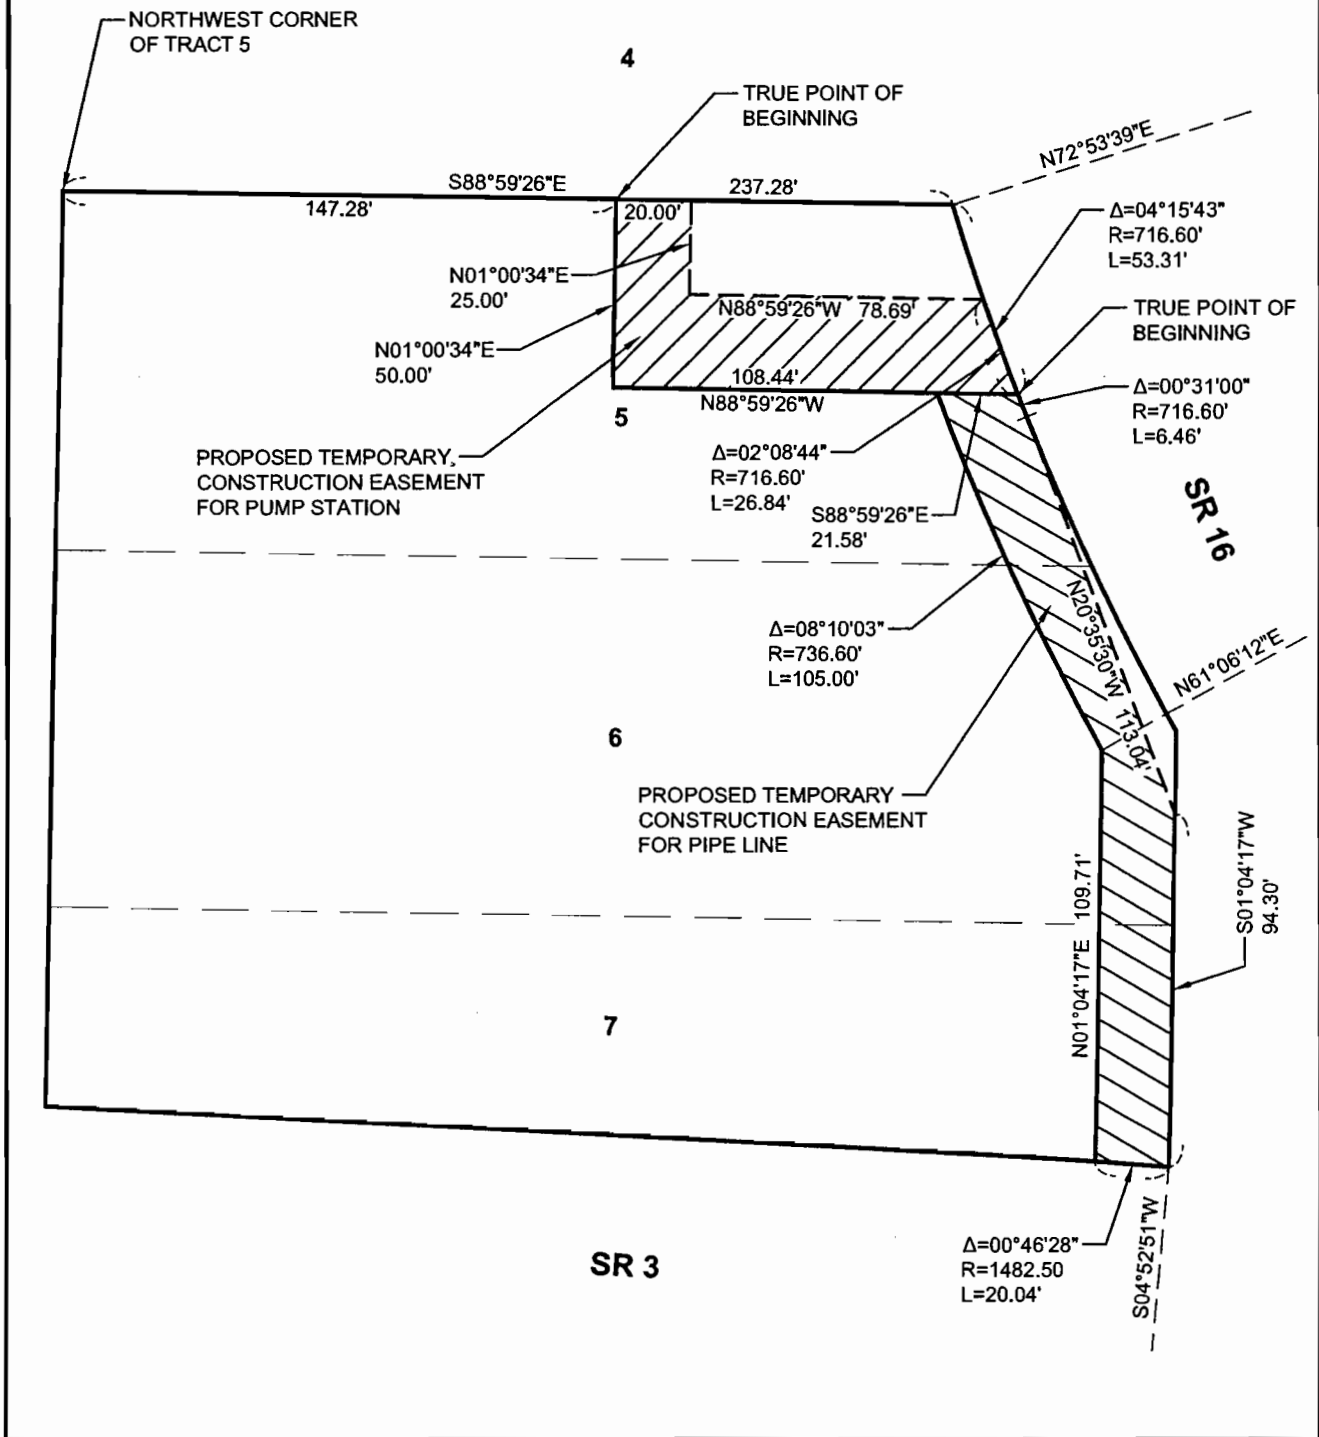 NORTHWEST CORNER
OF TRACT 5
4
TRUE POINT OF
BEGINNING
N72°53'39"E
S88°59'26"E
237.28'
147.28'
20.00'
Δ=04°15'43"
R=716.60'
L=53.31'
N01°00'34"E
25.00'
N88°59'26"W 78.69'
TRUE POINT OF
BEGINNING
N01°00'34"E
50.00'
108.44'
N88°59'26"W
Δ=00°31'00"
R=716.60'
L=6.46'
5
PROPOSED TEMPORARY
CONSTRUCTION EASEMENT
FOR PUMP STATION
Δ=02°08'44"
R=716.60'
L=26.84'
S88°59'26"E
21.58'
SR 16
Δ=08°10'03"
R=736.60'
L=105.00'
N20°35'30"W 113.04'
N61°06'12"E
6
PROPOSED TEMPORARY
CONSTRUCTION EASEMENT
FOR PIPE LINE
N01°04'17"E 109.71'
S01°04'17"W
94.30'
7
SR 3
Δ=00°46'28"
R=1482.50
L=20.04'
S04°52'51"W